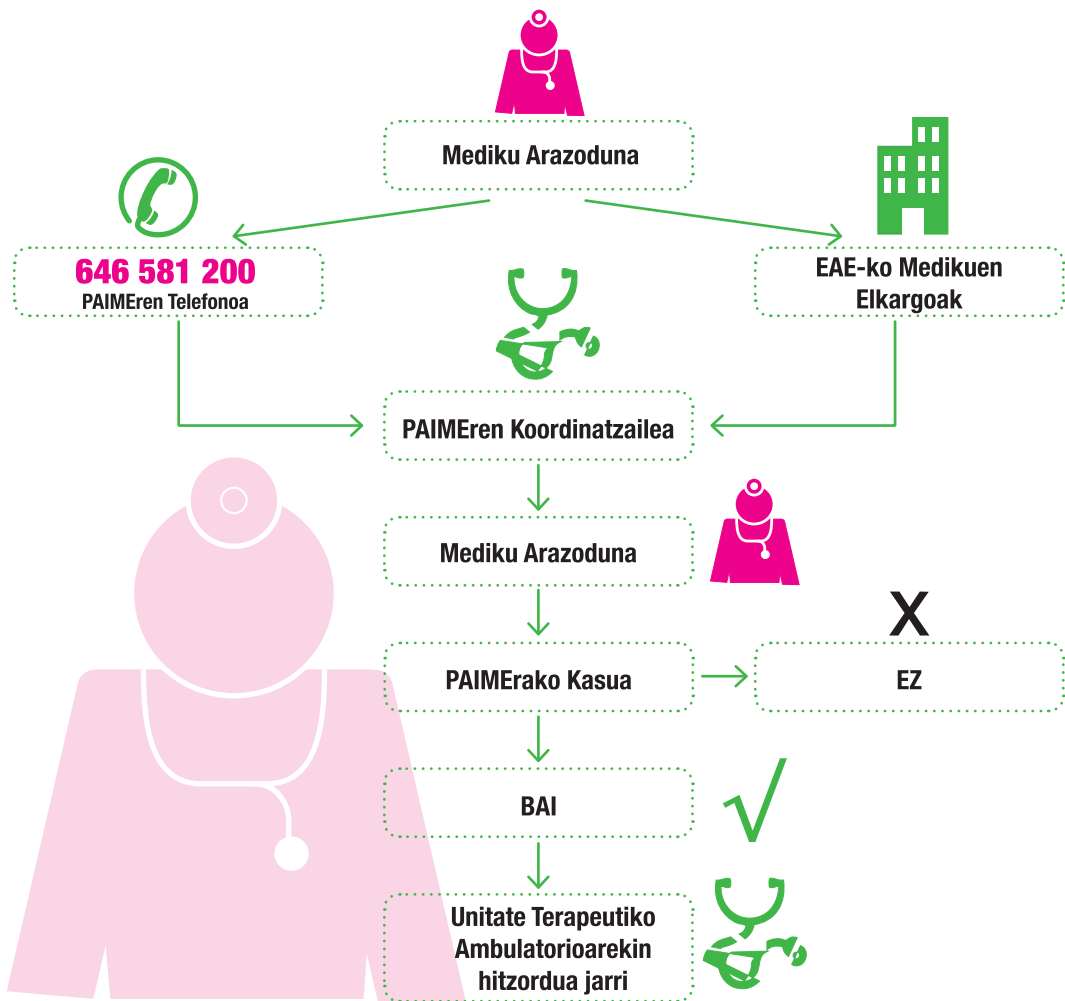 Mediku Arazoduna
646 581 200
PAIMEren Telefonoa
EAE-ko Medikuen
Elkargoak
PAIMEren Koordinatzailea
Mediku Arazoduna
X
PAIMErako Kasua
EZ
BAI
√
Unitate Terapeutiko
Ambulatorioarekin
hitzordua jarri